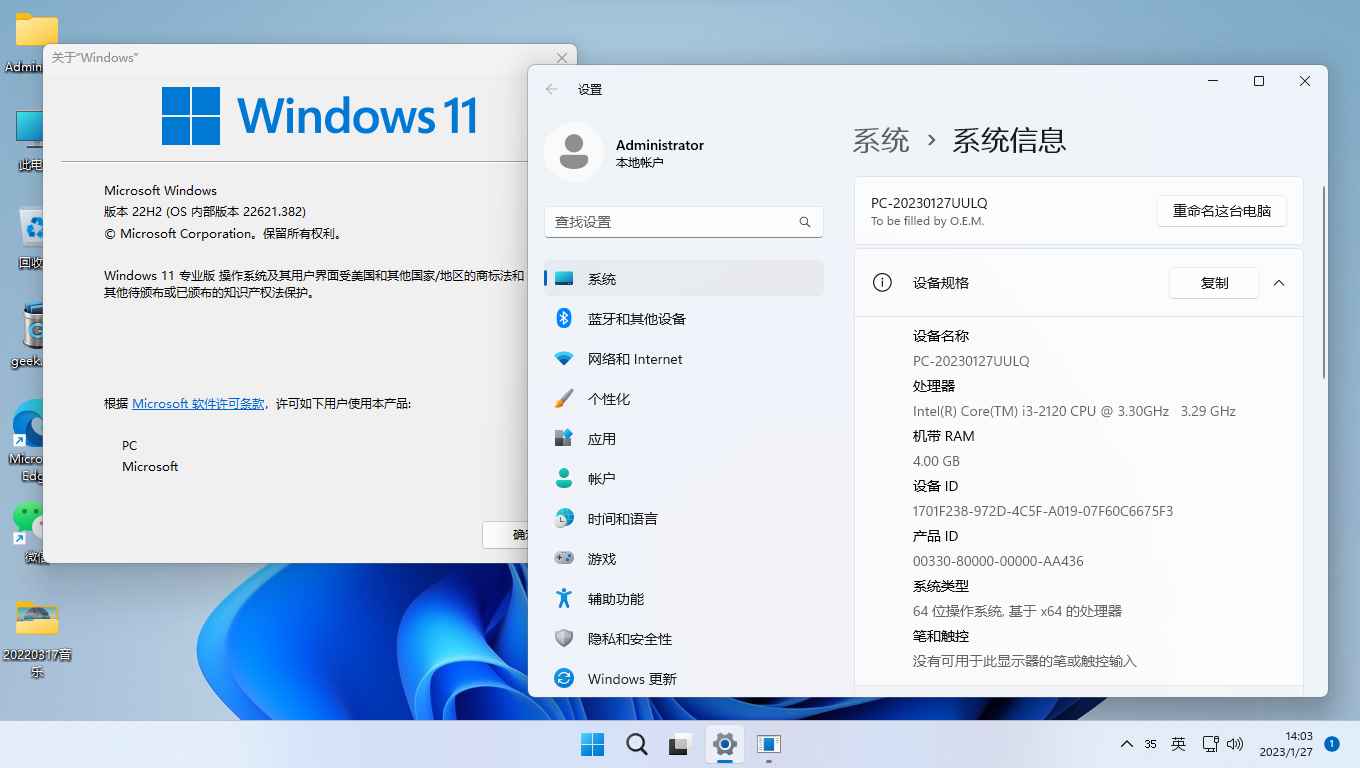 Admin
此电
回收
geek.
Micro
Edg
微信
20220317音
乐
关于“Windows”
Windows 11
Microsoft Windows
版本 22H2 (OS 内部版本 22621.382)
© Microsoft Corporation。保留所有权利。
Windows 11 专业版 操作系统及其用户界面受美国和其他国家/地区的商标法和
其他待颁布或已颁布的知识产权法保护。
根据 Microsoft 软件许可条款，许可如下用户使用本产品:
PC
Microsoft
设置
Administrator
本地帐户
查找设置
系统
蓝牙和其他设备
网络和 Internet
个性化
应用
帐户
时间和语言
游戏
辅助功能
隐私和安全性
Windows 更新
系统 › 系统信息
PC-20230127UULQ
To be filled by O.E.M.
重命名这台电脑
设备规格
复制
设备名称
PC-20230127UULQ
处理器
Intel(R) Core(TM) i3-2120 CPU @ 3.30GHz 3.29 GHz
机带 RAM
4.00 GB
设备 ID
1701F238-972D-4C5F-A019-07F60C6675F3
产品 ID
00330-80000-00000-AA436
系统类型
64 位操作系统, 基于 x64 的处理器
笔和触控
没有可用于此显示器的笔或触控输入
35
英
14:03
2023/1/27
1